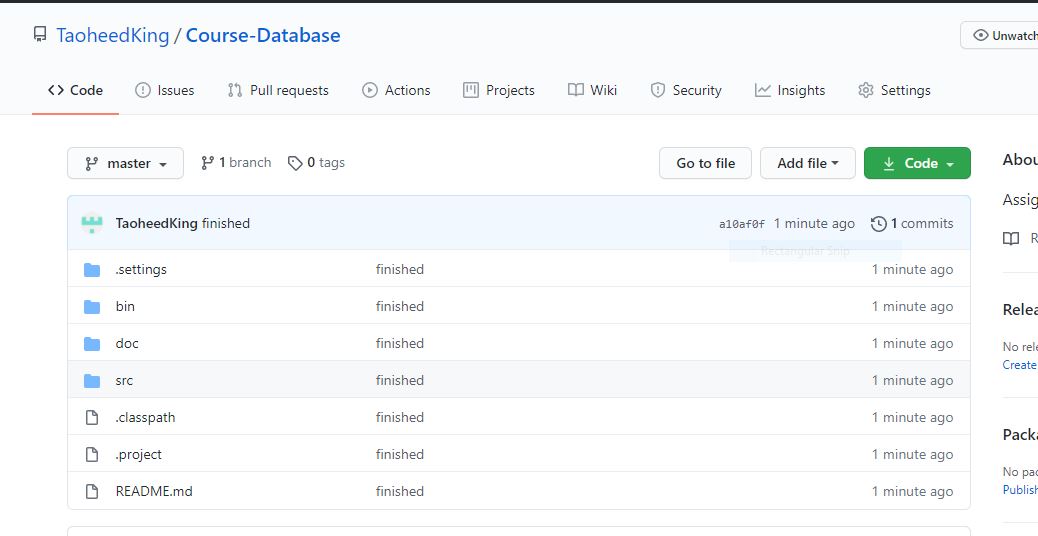 TaoheedKing / Course-Database
Unwatch
Code Issues Pull requests Actions Projects Wiki Security Insights Settings
master 1 branch 0 tags Go to file Add file Code
TaoheedKing finished a10af0f 1 minute ago 1 commits
Rectangular Snip
.settings finished 1 minute ago
bin finished 1 minute ago
doc finished 1 minute ago
src finished 1 minute ago
.classpath finished 1 minute ago
.project finished 1 minute ago
README.md finished 1 minute ago
Abou
Assig
R
Relea
No rele
Create
Packa
No pac
Publish